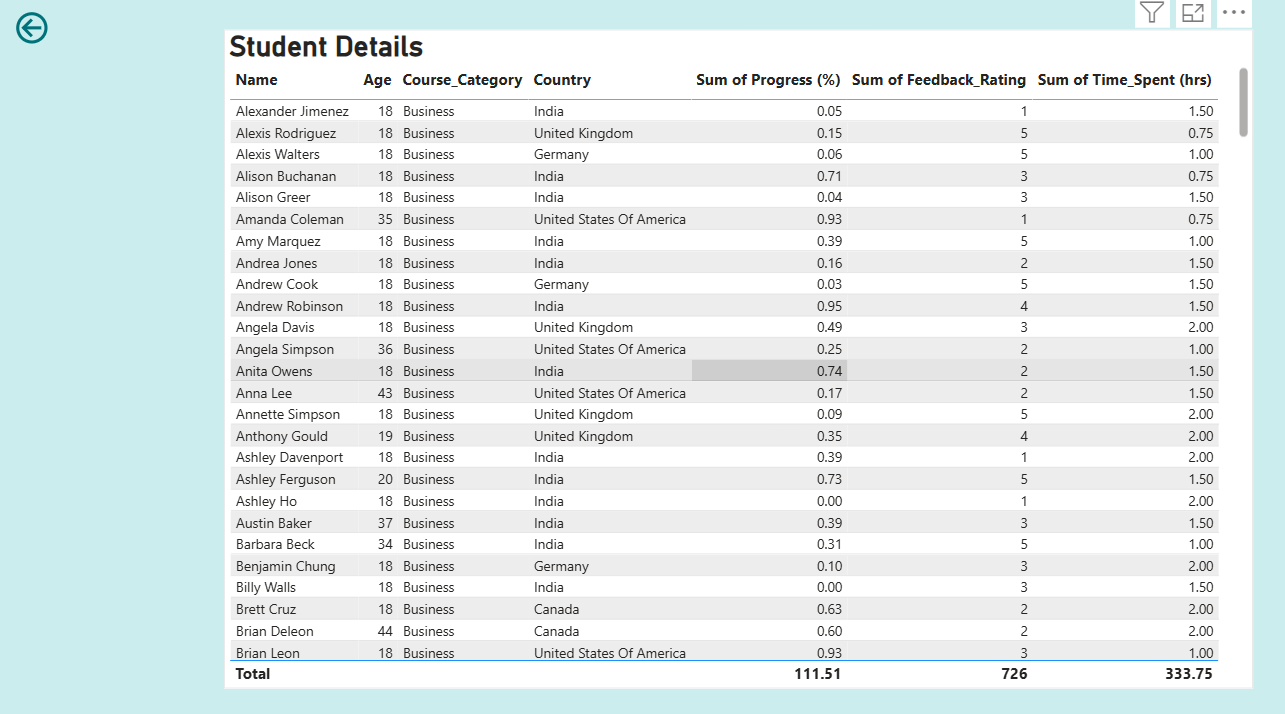 Student Details
Name Age Course_Category Country Sum of Progress (%) Sum of Feedback_Rating Sum of Time_Spent (hrs)
Alexander Jimenez 18 Business India 0.05 1 1.50
Alexis Rodriguez 18 Business United Kingdom 0.15 5 0.75
Alexis Walters 18 Business Germany 0.06 5 1.00
Alison Buchanan 18 Business India 0.71 3 0.75
Alison Greer 18 Business India 0.04 3 1.50
Amanda Coleman 35 Business United States Of America 0.93 1 0.75
Amy Marquez 18 Business India 0.39 5 1.00
Andrea Jones 18 Business India 0.16 2 1.50
Andrew Cook 18 Business Germany 0.03 5 1.50
Andrew Robinson 18 Business India 0.95 4 1.50
Angela Davis 18 Business United Kingdom 0.49 3 2.00
Angela Simpson 36 Business United States Of America 0.25 2 1.00
Anita Owens 18 Business India 0.74 2 1.50
Anna Lee 43 Business United States Of America 0.17 2 1.50
Annette Simpson 18 Business United Kingdom 0.09 5 2.00
Anthony Gould 19 Business United Kingdom 0.35 4 2.00
Ashley Davenport 18 Business India 0.39 1 2.00
Ashley Ferguson 20 Business India 0.73 5 1.50
Ashley Ho 18 Business India 0.00 1 2.00
Austin Baker 37 Business India 0.39 3 1.50
Barbara Beck 34 Business India 0.31 5 1.00
Benjamin Chung 18 Business Germany 0.10 3 2.00
Billy Walls 18 Business India 0.00 3 1.50
Brett Cruz 18 Business Canada 0.63 2 2.00
Brian Deleon 44 Business Canada 0.60 2 2.00
Brian Leon 18 Business United States Of America 0.93 3 1.00
Total 111.51 726 333.75